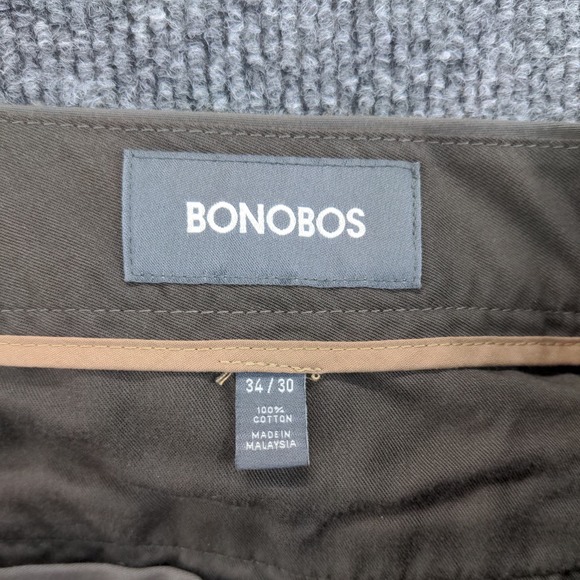 BONOBOS
34 / 30
100%
COTTON
MADE IN
MALAYSIA